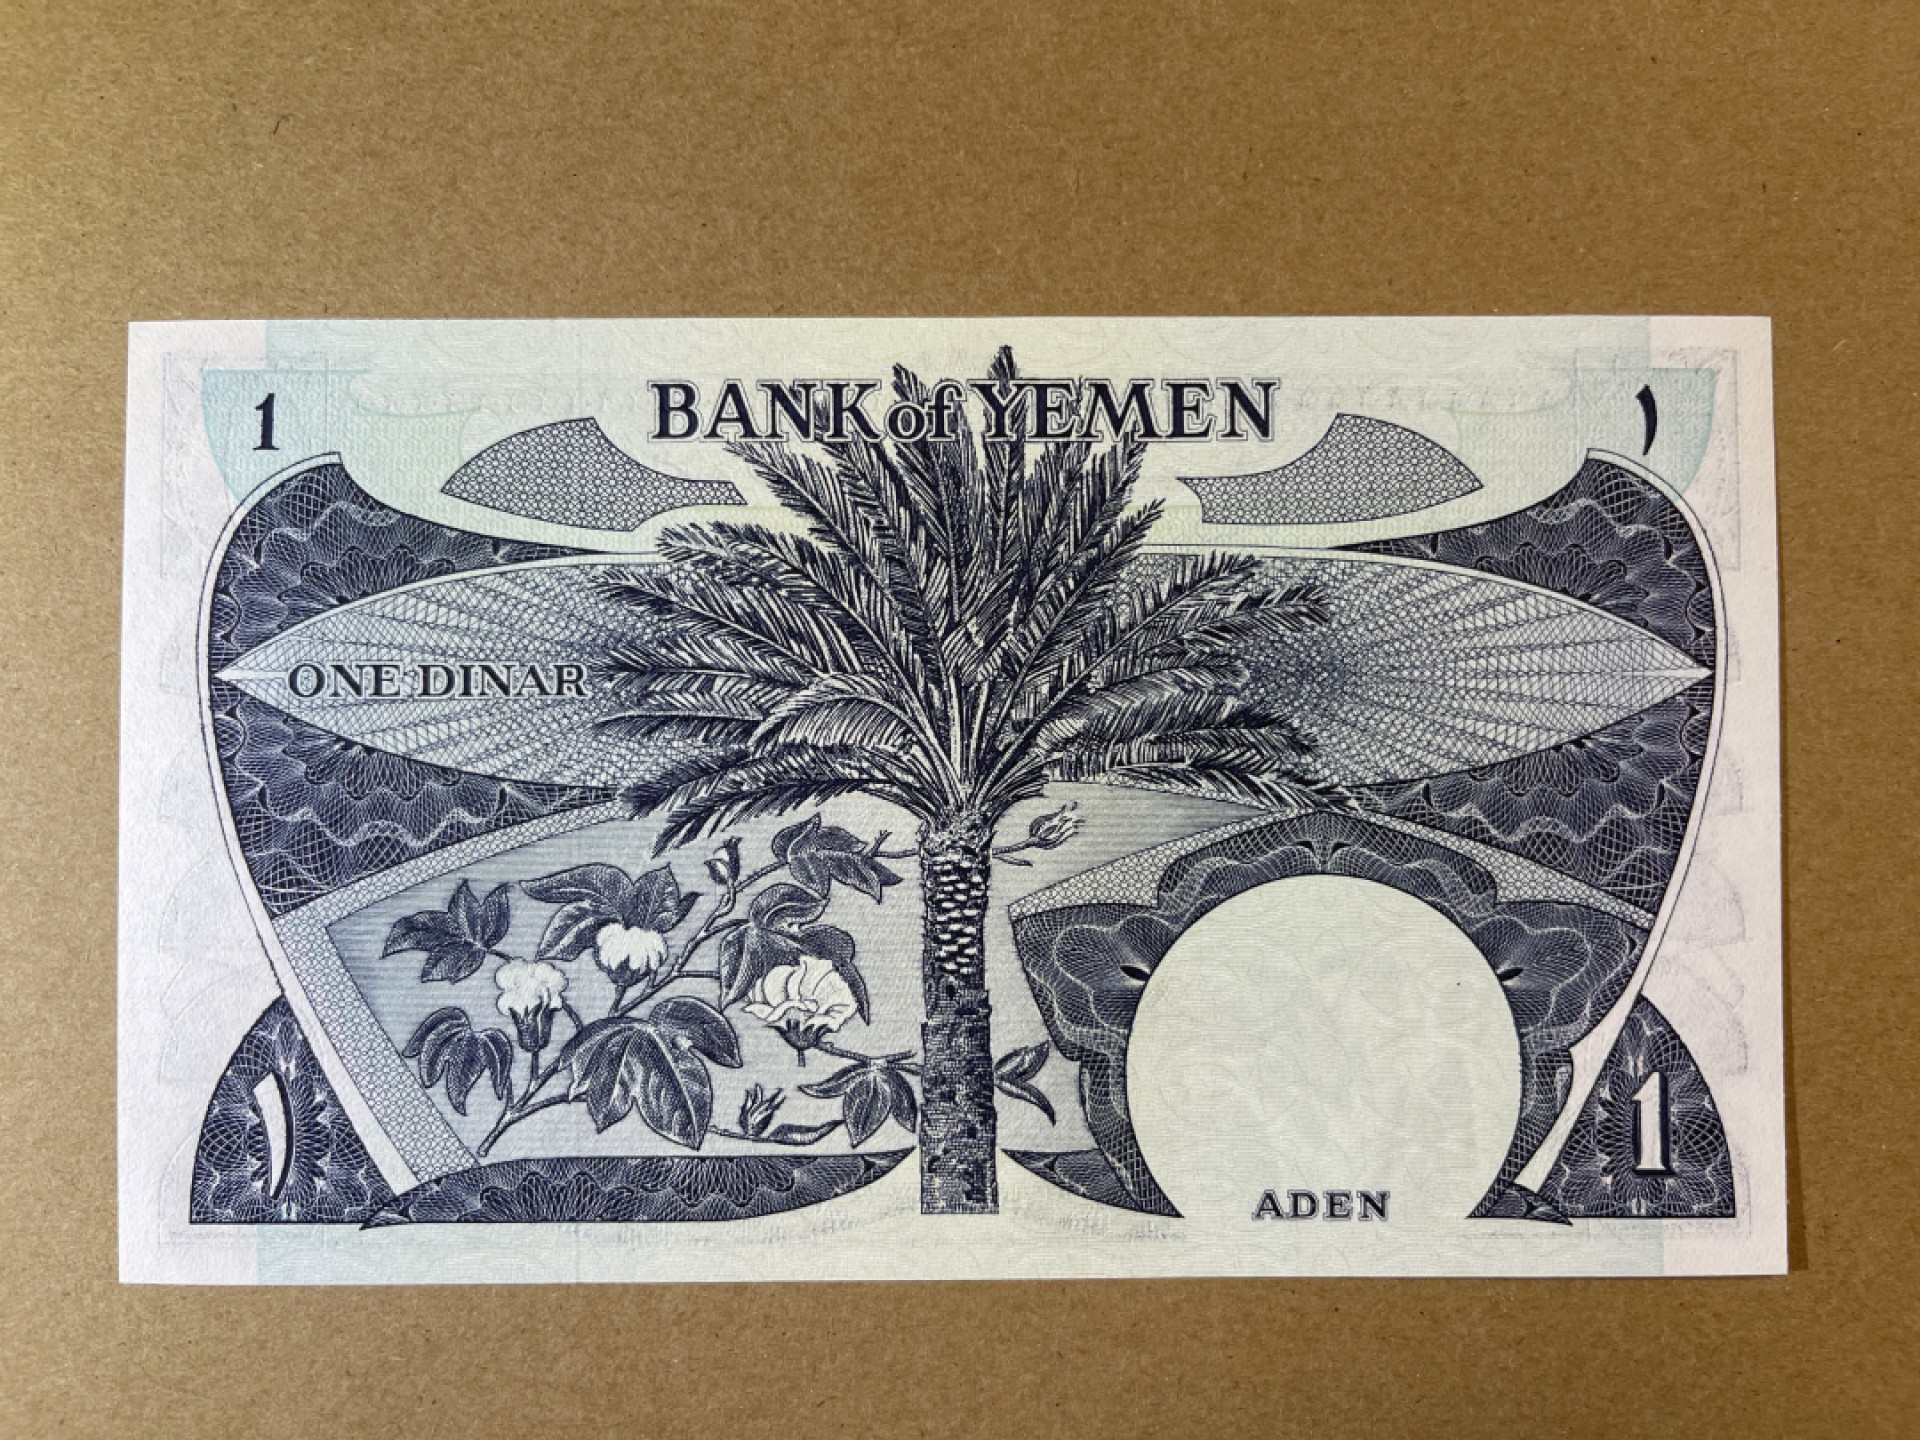 BANK of YEMEN
1
١
ONE DINAR
١
ADEN
1